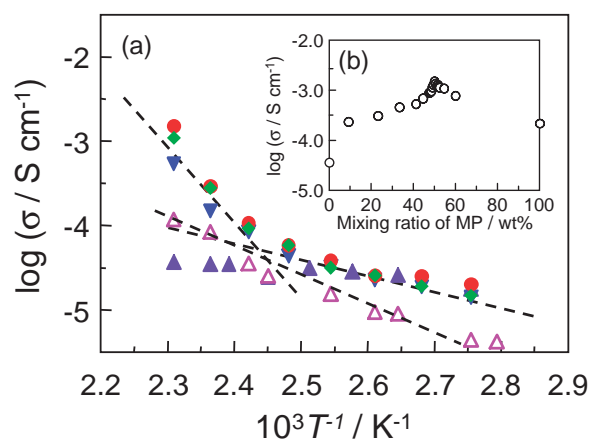 (a)
(b)
-2
-3
-4
-5
log (σ / S cm⁻¹)
2.2 2.3 2.4 2.5 2.6 2.7 2.8 2.9
10³T⁻¹ / K⁻¹
-2.0
-3.0
-4.0
-5.0
log (σ / S cm⁻¹)
0 20 40 60 80 100
Mixing ratio of MP / wt%